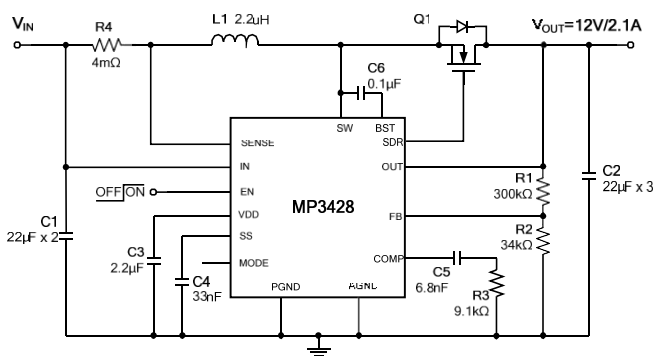 VIN
R4
4mΩ
L1 2.2uH
Q1
VOUT=12V/2.1A
C6
0.1µF
SW
BST
SENSE
SDR
IN
OUT
R1
300kΩ
C2
22µF x 3
OFF ON
EN
MP3428
C1
22µF x 2
VDD
FB
R2
34kΩ
C3
2.2µF
SS
C4
33nF
MODE
COMP
C5
6.8nF
R3
9.1kΩ
PGND
AGND